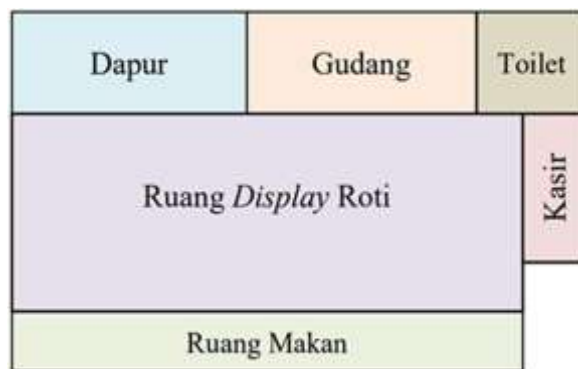 Dapur
Gudang
Toilet
Ruang Display Roti
Kasir
Ruang Makan